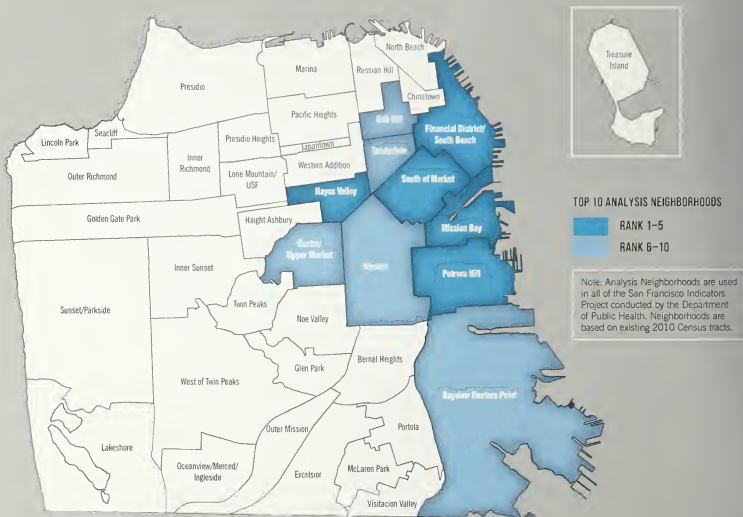 North Beach
Marina
Russian Hill
Presidio
Chinatown
Pacific Heights
Nob Hill
Financial District/
South Beach
Seacliff
Lincoln Park
Presidio Heights
Japantown
Tenderloin
Inner
Richmond
Western Addition
Outer Richmond
Lone Mountain/
USF
Hayes Valley
South of Market
Golden Gate Park
Haight Ashbury
Mission Bay
Castro/
Upper Market
Mission
Inner Sunset
Potrero Hill
Twin Peaks
Sunset/Parkside
Noe Valley
Glen Park
Bernal Heights
West of Twin Peaks
Bayview Hunters Point
Outer Mission
Portola
Lakeshore
Oceanview/Merced/
Ingleside
Excelsior
McLaren Park
Visitacion Valley
Treasure
Island
TOP 10 ANALYSIS NEIGHBORHOODS
RANK 1–5
RANK 6–10
Note: Analysis Neighborhoods are used
in all of the San Francisco Indicators
Project conducted by the Department
of Public Health. Neighborhoods are
based on existing 2010 Census tracts.